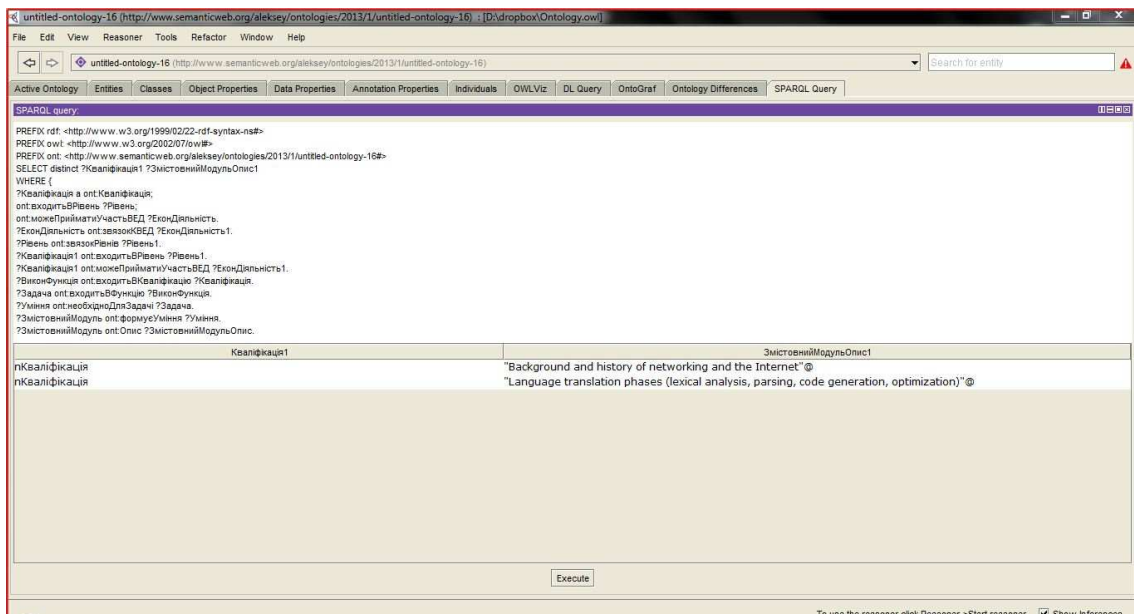 untitled-ontology-16 (http://www.semanticweb.org/aleksey/ontologies/2013/1/untitled-ontology-16) : [D:\dropbox\Ontology.owl]
File Edit View Reasoner Tools Refactor Window Help
untitled-ontology-16 (http://www.semanticweb.org/aleksey/ontologies/2013/1/untitled-ontology-16) Search for entity
Active Ontology Entities Classes Object Properties Data Properties Annotation Properties Individuals OWLViz DL Query OntoGraf Ontology Differences SPARQL Query
SPARQL query:
PREFIX rdf: <http://www.w3.org/1999/02/22-rdf-syntax-ns#>
PREFIX owl: <http://www.w3.org/2002/07/owl#>
PREFIX ont: <http://www.semanticweb.org/aleksey/ontologies/2013/1/untitled-ontology-16#>
SELECT distinct ?Кваліфікація1 ?ЗмістовнийМодульОпис1
WHERE {
?Кваліфікація a ont:Кваліфікація;
ont:входитьВРівень ?Рівень;
ont:можеПрийматиУчастьВЕД ?ЕконДіяльність.
?ЕконДіяльність ont:звязокКВЕД ?ЕконДіяльність1.
?Рівень ont:звязокРівнів ?Рівень1.
?Кваліфікація1 ont:входитьВРівень ?Рівень1.
?Кваліфікація1 ont:можеПрийматиУчастьВЕД ?ЕконДіяльність1.
?ВиконФункція ont:входитьВКваліфікацію ?Кваліфікація.
?Задача ont:входитьВФункцію ?ВиконФункція.
?Уміння ont:необхідноДляЗадачі ?Задача.
?ЗмістовнийМодуль ont:формуєУміння ?Уміння.
?ЗмістовнийМодуль ont:Опис ?ЗмістовнийМодульОпис.
Кваліфікація1 ЗмістовнийМодульОпис1
nКваліфікація "Background and history of networking and the Internet"@
nКваліфікація "Language translation phases (lexical analysis, parsing, code generation, optimization)"@
Execute
To use the reasoner click Reasoner->Start reasoner Show Inferences